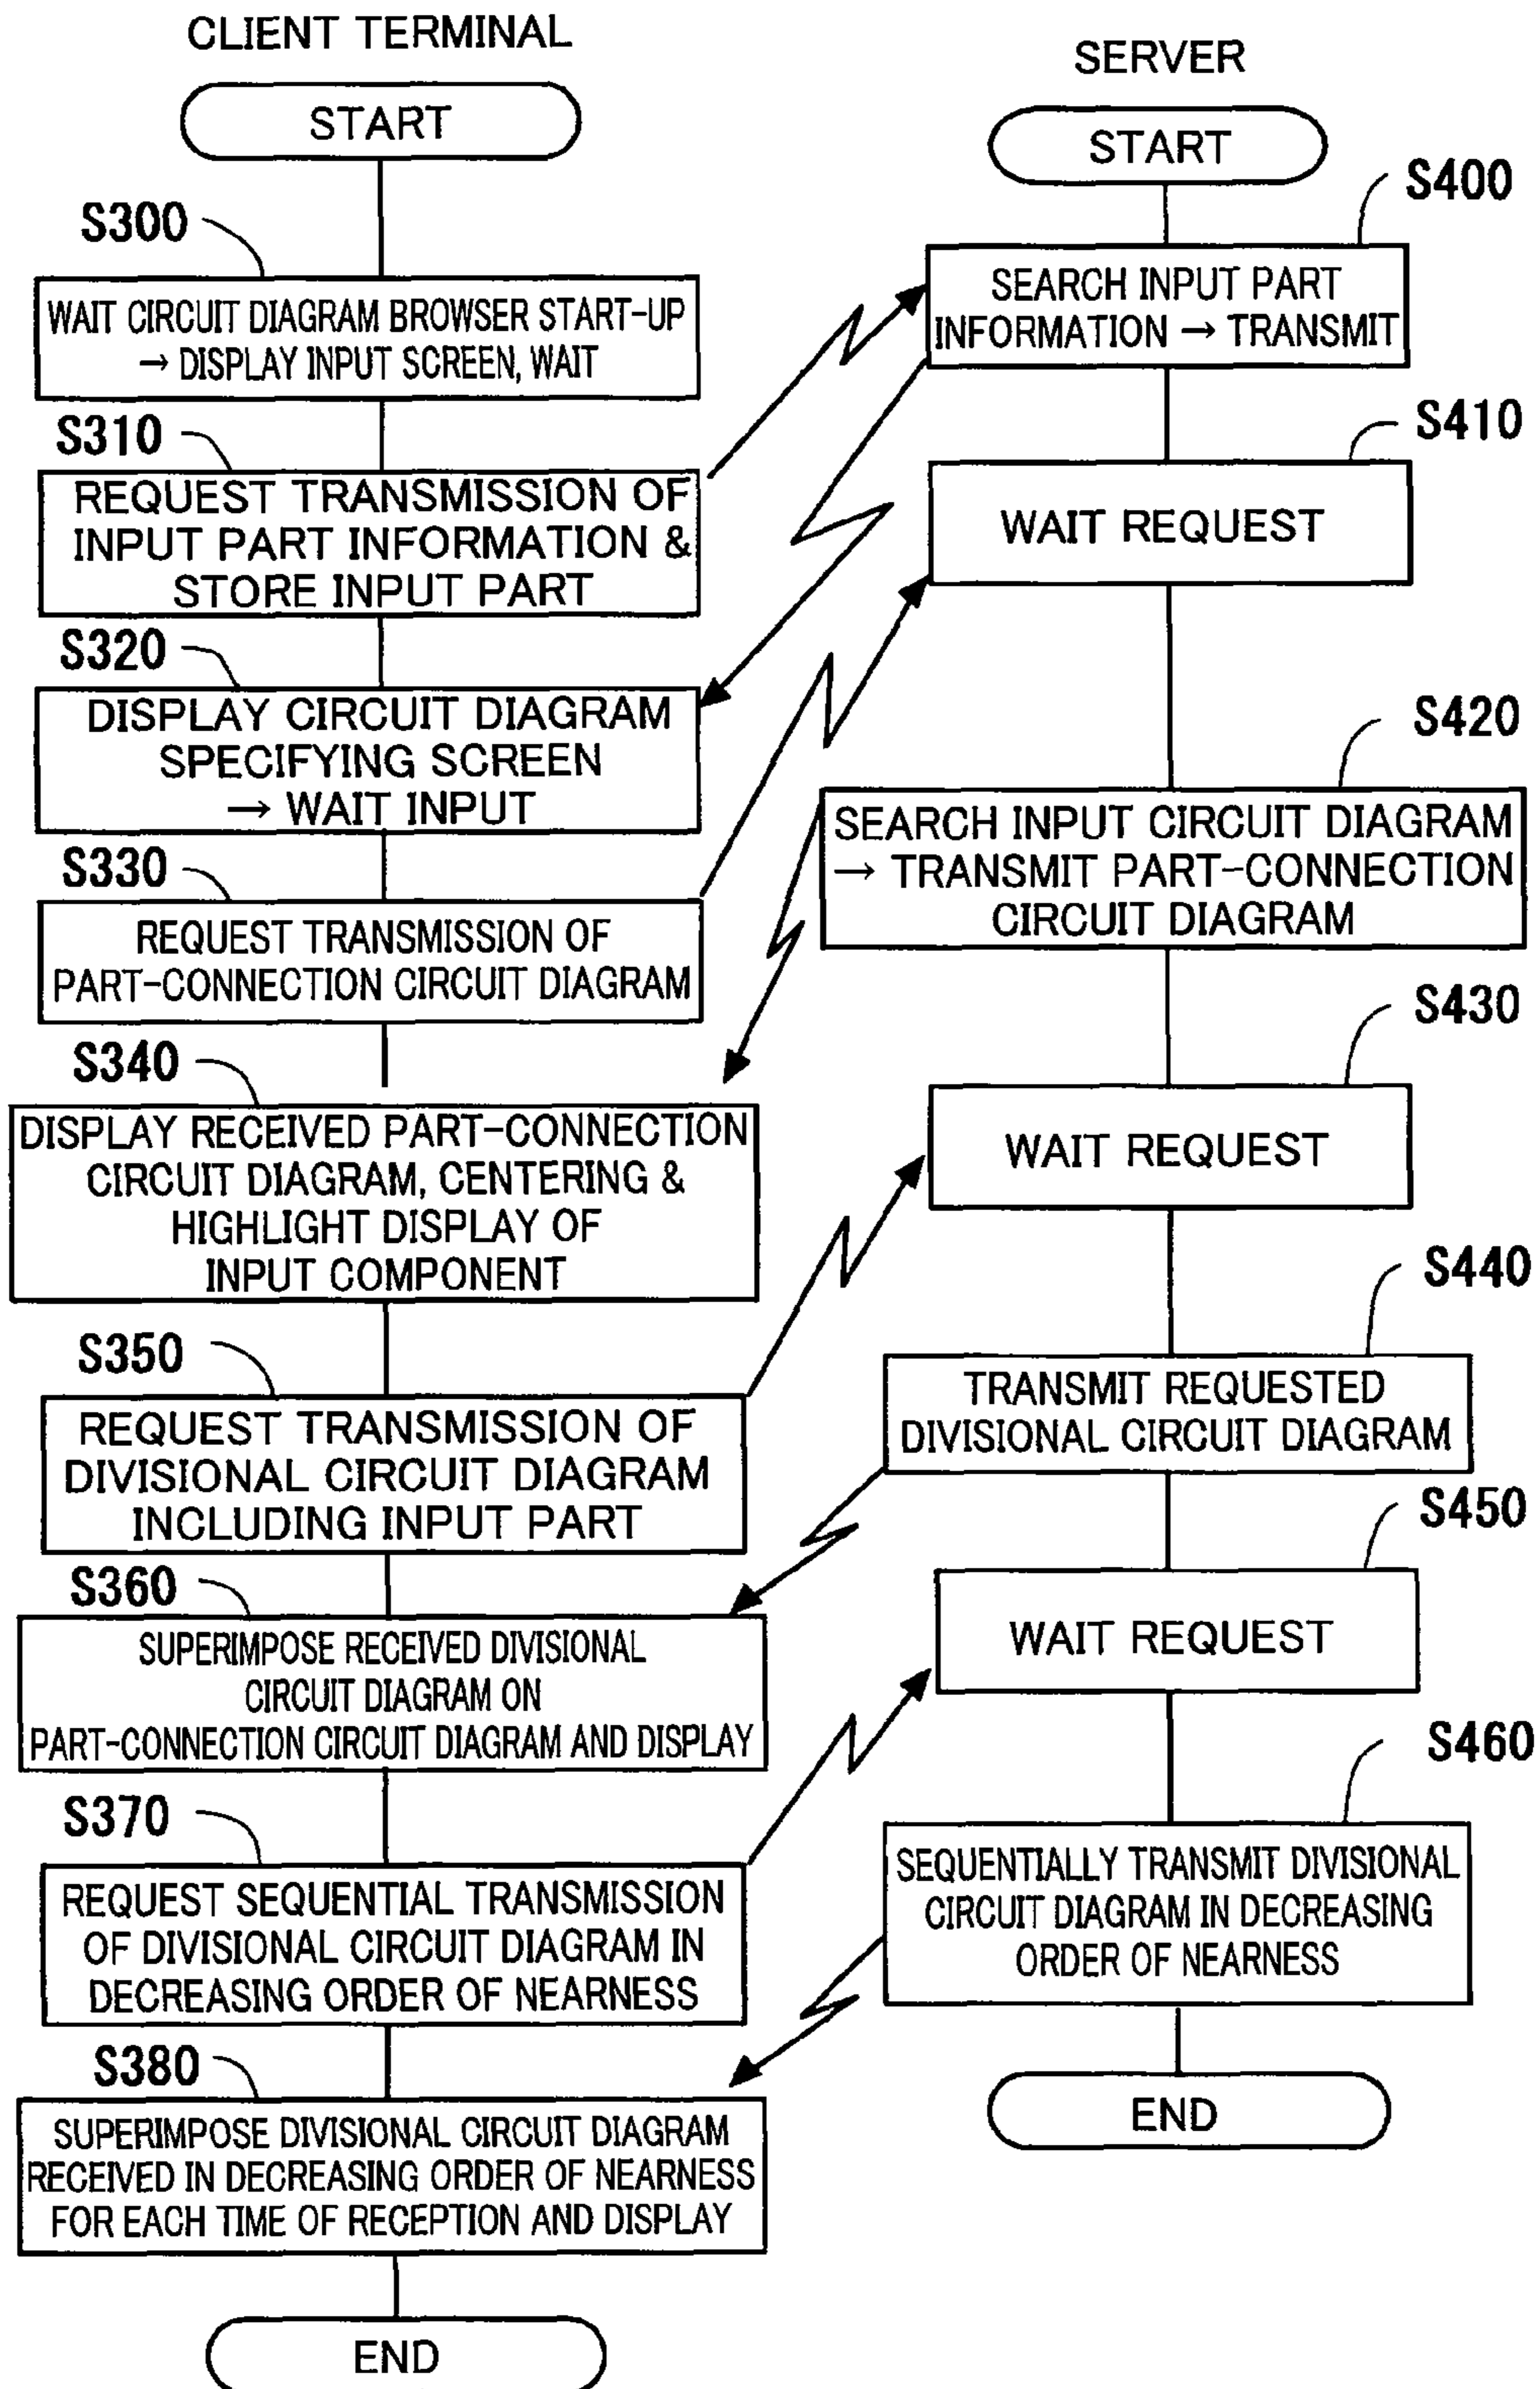 CLIENT TERMINAL
START
S300
WAIT CIRCUIT DIAGRAM BROWSER START-UP
→ DISPLAY INPUT SCREEN, WAIT
S310
REQUEST TRANSMISSION OF
INPUT PART INFORMATION &
STORE INPUT PART
S320
DISPLAY CIRCUIT DIAGRAM
SPECIFYING SCREEN
→ WAIT INPUT
S330
REQUEST TRANSMISSION OF
PART-CONNECTION CIRCUIT DIAGRAM
S340
DISPLAY RECEIVED PART-CONNECTION
CIRCUIT DIAGRAM, CENTERING &
HIGHLIGHT DISPLAY OF
INPUT COMPONENT
S350
REQUEST TRANSMISSION OF
DIVISIONAL CIRCUIT DIAGRAM
INCLUDING INPUT PART
S360
SUPERIMPOSE RECEIVED DIVISIONAL
CIRCUIT DIAGRAM ON
PART-CONNECTION CIRCUIT DIAGRAM AND DISPLAY
S370
REQUEST SEQUENTIAL TRANSMISSION
OF DIVISIONAL CIRCUIT DIAGRAM IN
DECREASING ORDER OF NEARNESS
S380
SUPERIMPOSE DIVISIONAL CIRCUIT DIAGRAM
RECEIVED IN DECREASING ORDER OF NEARNESS
FOR EACH TIME OF RECEPTION AND DISPLAY
END
SERVER
START
S400
SEARCH INPUT PART
INFORMATION → TRANSMIT
S410
WAIT REQUEST
S420
SEARCH INPUT CIRCUIT DIAGRAM
→ TRANSMIT PART-CONNECTION
CIRCUIT DIAGRAM
S430
WAIT REQUEST
S440
TRANSMIT REQUESTED
DIVISIONAL CIRCUIT DIAGRAM
S450
WAIT REQUEST
S460
SEQUENTIALLY TRANSMIT DIVISIONAL
CIRCUIT DIAGRAM IN DECREASING
ORDER OF NEARNESS
END